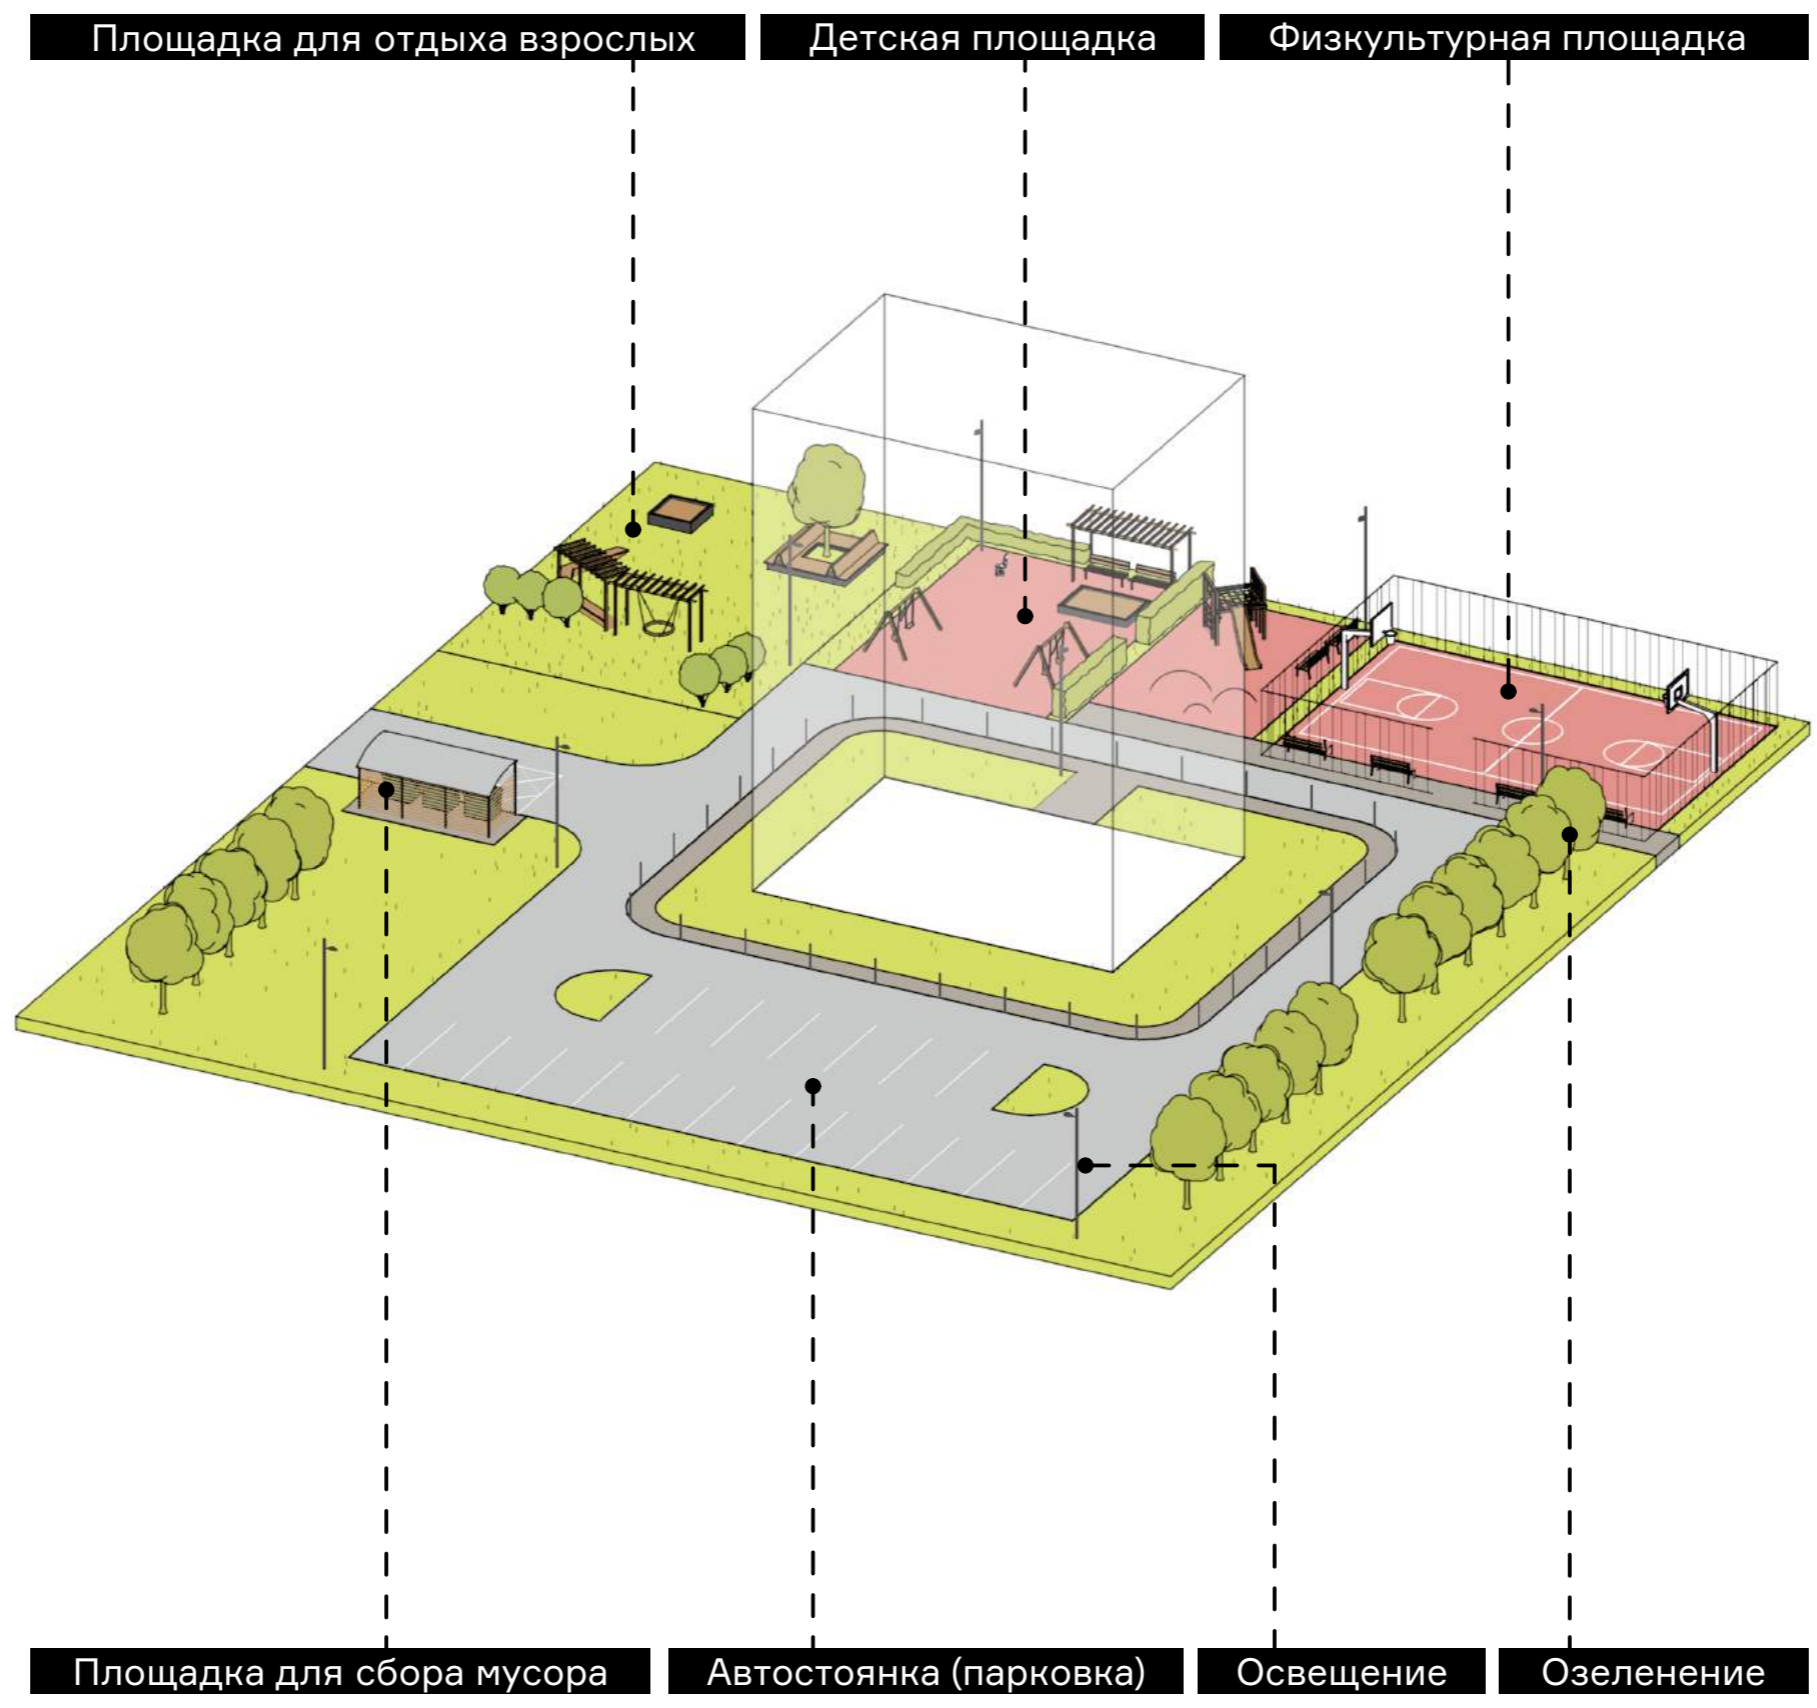 Площадка для отдыха взрослых
Детская площадка
Физкультурная площадка
Площадка для сбора мусора
Автостоянка (парковка)
Освещение
Озеленение